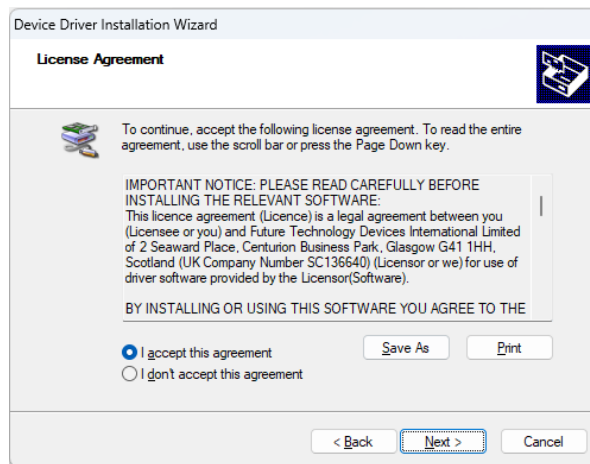 Device Driver Installation Wizard
License Agreement
To continue, accept the following license agreement. To read the entire
agreement, use the scroll bar or press the Page Down key.
IMPORTANT NOTICE: PLEASE READ CAREFULLY BEFORE
INSTALLING THE RELEVANT SOFTWARE:
This licence agreement (Licence) is a legal agreement between you
(Licensee or you) and Future Technology Devices International Limited
of 2 Seaward Place, Centurion Business Park, Glasgow G41 1HH,
Scotland (UK Company Number SC136640) (Licensor or we) for use of
driver software provided by the Licensor(Software).
BY INSTALLING OR USING THIS SOFTWARE YOU AGREE TO THE
I accept this agreement
Save As
Print
I don't accept this agreement
< Back
Next >
Cancel